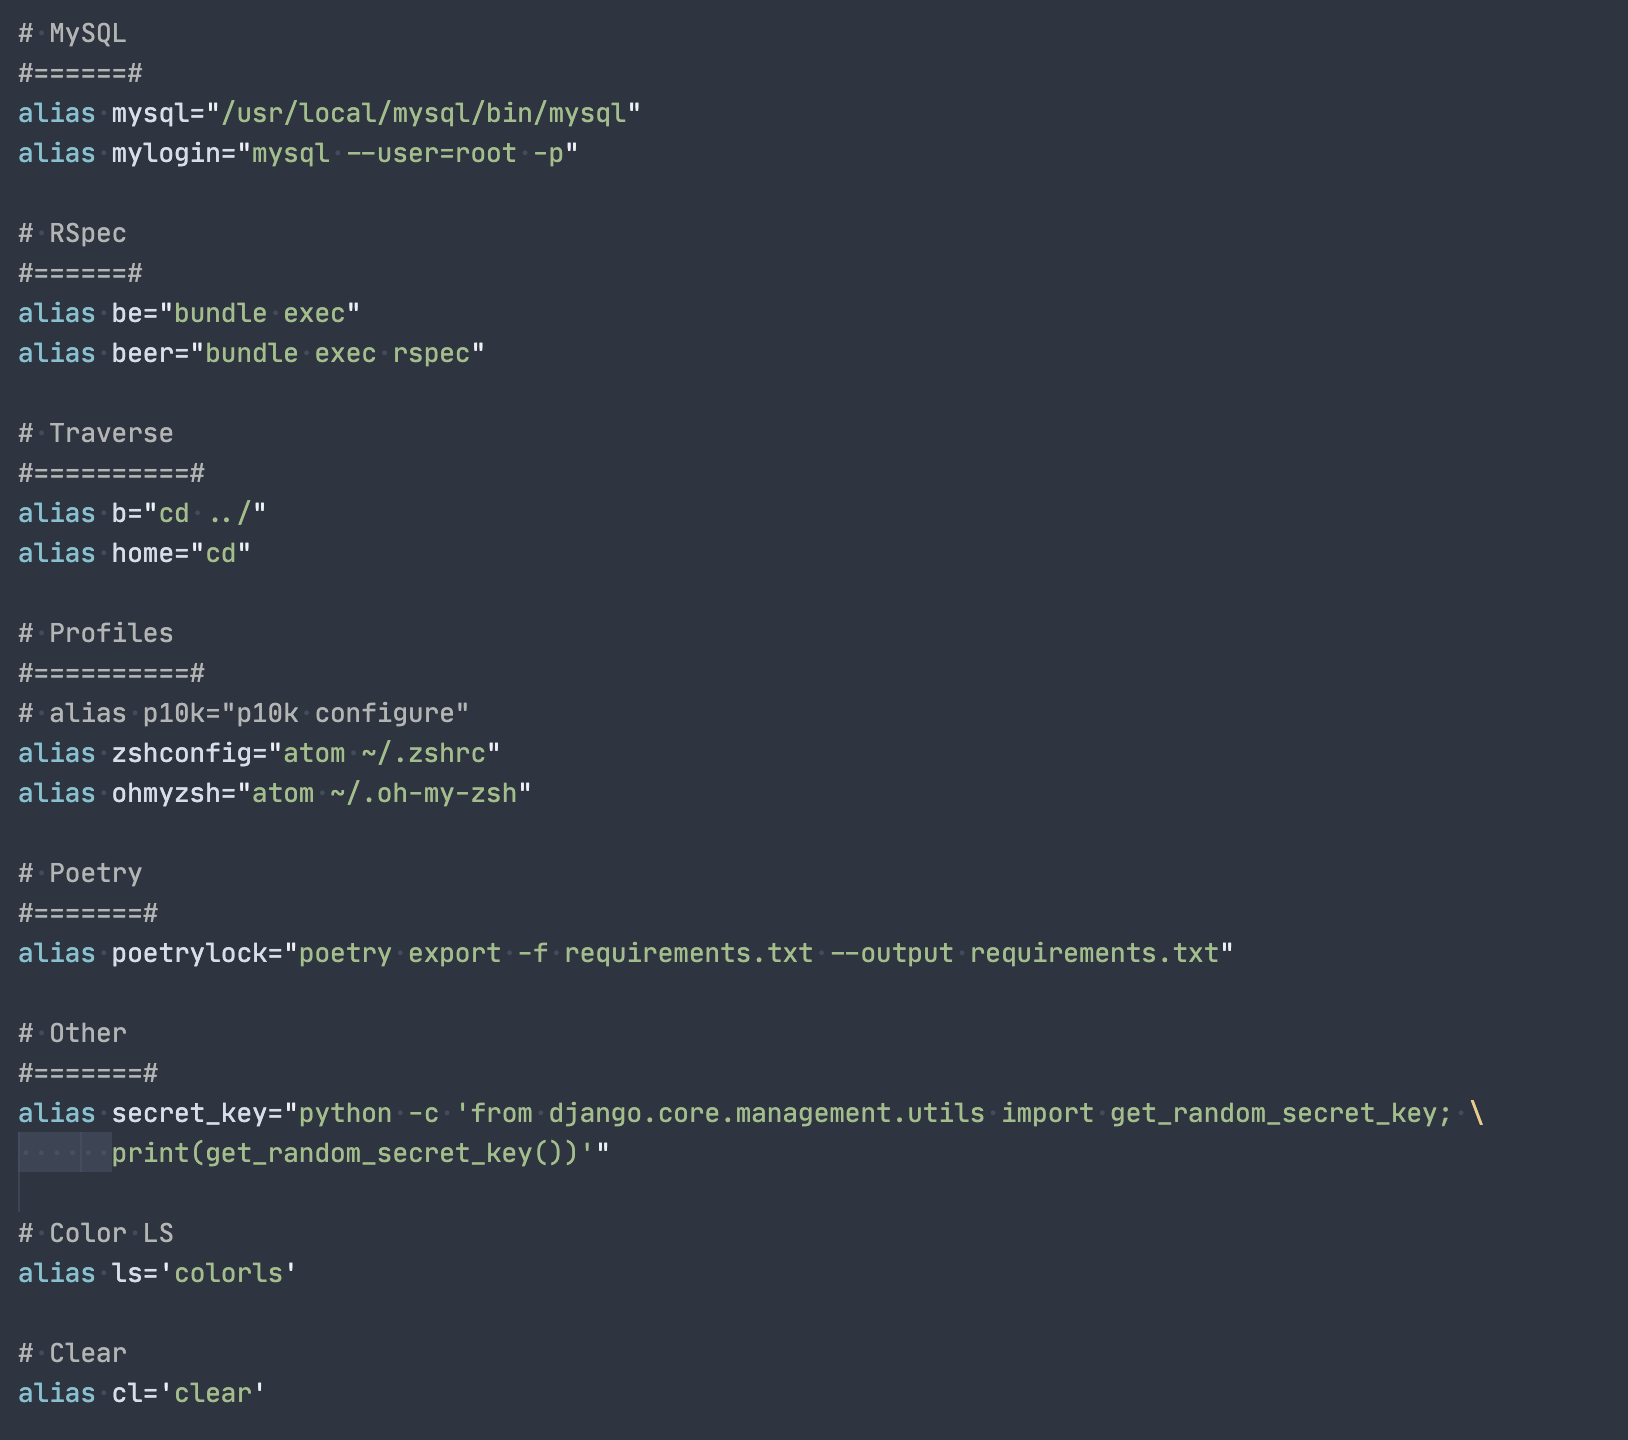 # MySQL
#======#
alias mysql="/usr/local/mysql/bin/mysql"
alias mylogin="mysql --user=root -p"
# RSpec
#======#
alias be="bundle exec"
alias beer="bundle exec rspec"
# Traverse
#==========#
alias b="cd ../"
alias home="cd"
# Profiles
#==========#
# alias p10k="p10k configure"
alias zshconfig="atom ~/.zshrc"
alias ohmyzsh="atom ~/.oh-my-zsh"
# Poetry
#=======#
alias poetrylock="poetry export -f requirements.txt --output requirements.txt"
# Other
#=======#
alias secret_key="python -c 'from django.core.management.utils import get_random_secret_key; \
      print(get_random_secret_key())'"
# Color LS
alias ls='colorls'
# Clear
alias cl='clear'